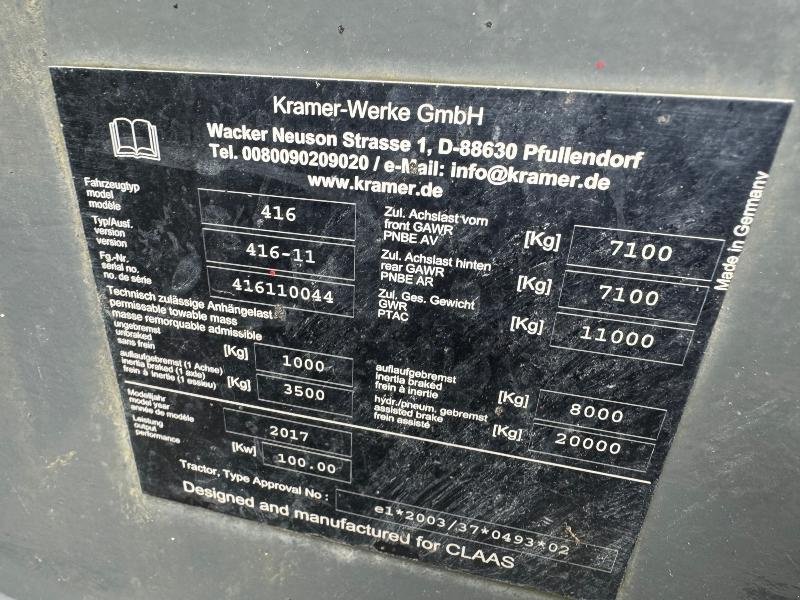 Kramer-Werke GmbH
Wacker Neuson Strasse 1, D-88630 Pfullendorf
Tel. 0080090209020 / e-Mail: info@kramer.de
www.kramer.de
Made in Germany
Fahrzeugtyp
model
modèle
416
Typ/Ausf.
version
version
416-11
Fg.-Nr.
serial no.
no. de série
416110044
Zul. Achslast vorn
front GAWR
PNBE AV
[Kg] 7100
Zul. Achslast hinten
rear GAWR
PNBE AR
[Kg] 7100
Zul. Ges. Gewicht
GWR
PTAC
[Kg] 11000
Technisch zulässige Anhängelast
permissable towable mass
masse remorquable admissible
ungebremst
unbraked
sans frein
[Kg] 1000
auflaufgebremst (1 Achse)
inertia braked (1 axle)
frein à inertie (1 essieu)
[Kg] 3500
auflaufgebremst
inertia braked
frein à inertie
[Kg] 8000
hydr./pneum. gebremst
assisted brake
frein assisté
[Kg] 20000
Modelljahr
model year
année de modèle
2017
Leistung
output
performance
[Kw] 100.00
Tractor, Type Approval No :
e1*2003/37*0493*02
Designed and manufactured for CLAAS